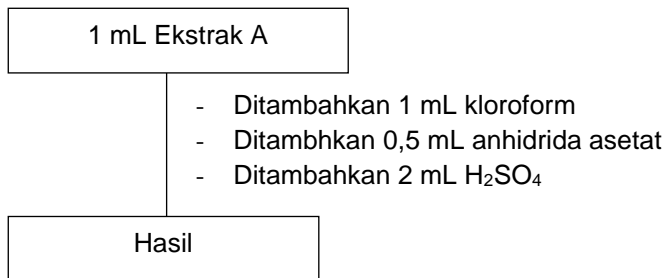 1 mL Ekstrak A
- Ditambahkan 1 mL kloroform
- Ditambhkan 0,5 mL anhidrida asetat
- Ditambahkan 2 mL H₂SO₄
Hasil